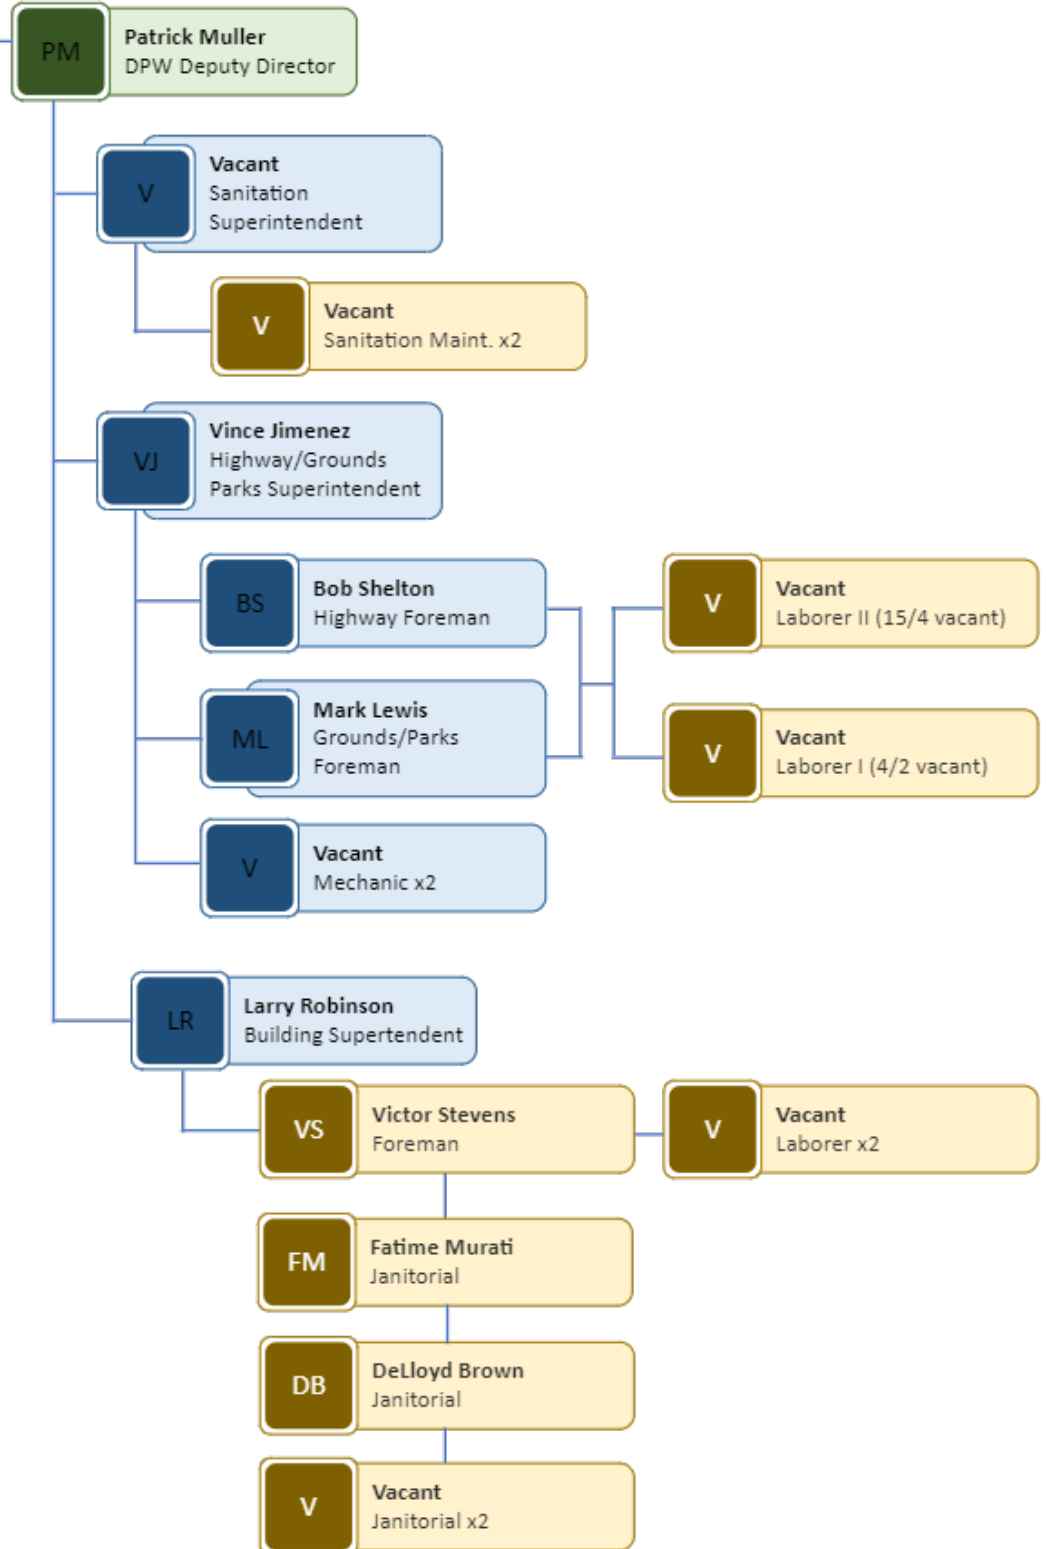 PM
Patrick Muller
DPW Deputy Director
V
Vacant
Sanitation
Superintendent
V
Vacant
Sanitation Maint. x2
VJ
Vince Jimenez
Highway/Grounds
Parks Superintendent
BS
Bob Shelton
Highway Foreman
V
Vacant
Laborer II (15/4 vacant)
ML
Mark Lewis
Grounds/Parks
Foreman
V
Vacant
Laborer I (4/2 vacant)
V
Vacant
Mechanic x2
LR
Larry Robinson
Building Supertendent
VS
Victor Stevens
Foreman
V
Vacant
Laborer x2
FM
Fatime Murati
Janitorial
DB
DeLloyd Brown
Janitorial
V
Vacant
Janitorial x2